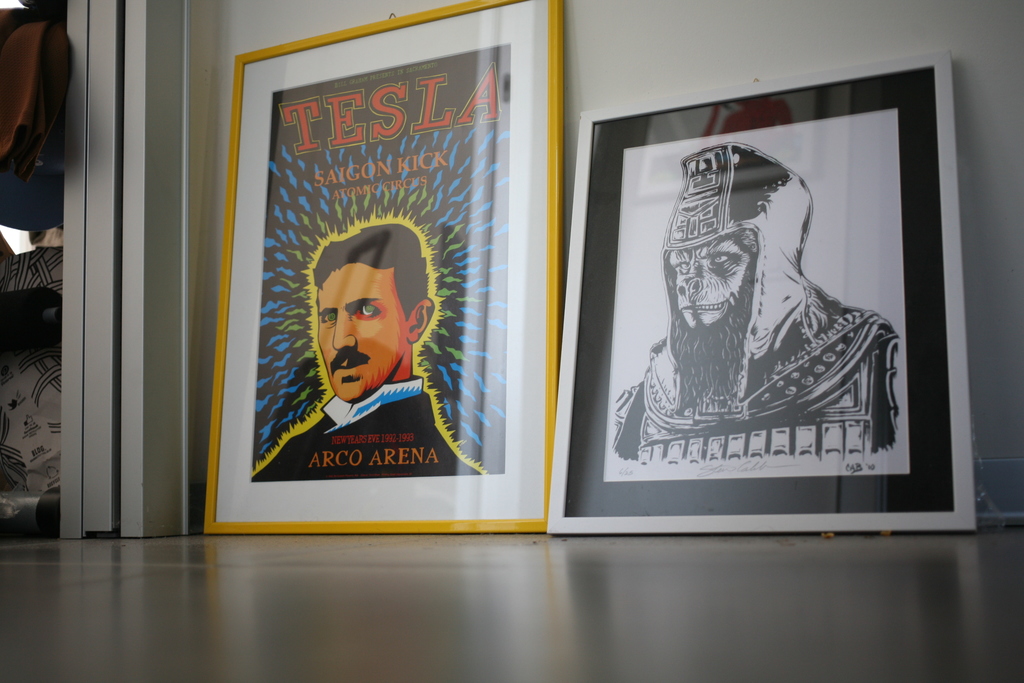 TESLA
SAIGON KICK
ATOMIC CIRCUS
NEW YEARS EVE 1992-1993
ARCO ARENA